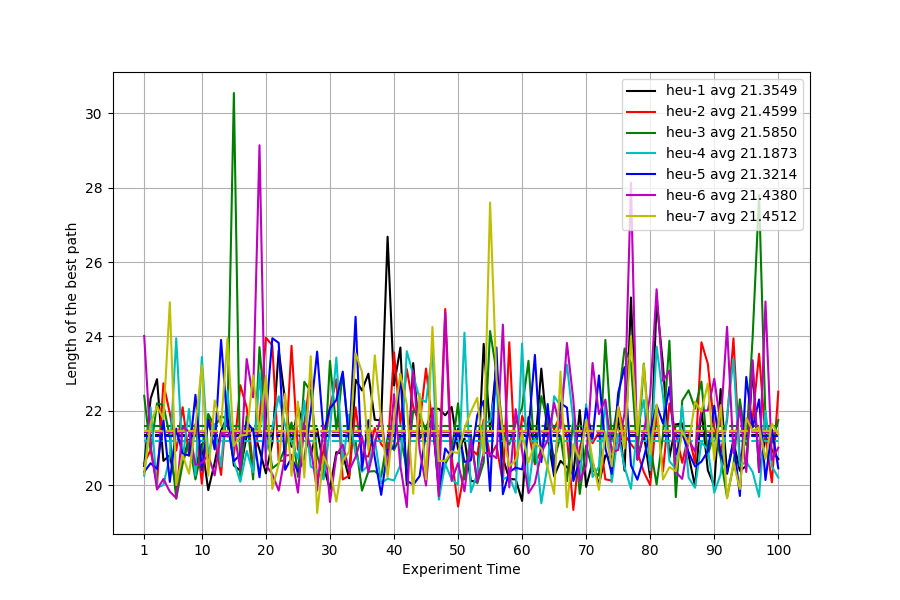 30
28
26
24
22
20
Length of the best path
1 10 20 30 40 50 60 70 80 90 100
Experiment Time
heu-1 avg 21.3549
heu-2 avg 21.4599
heu-3 avg 21.5850
heu-4 avg 21.1873
heu-5 avg 21.3214
heu-6 avg 21.4380
heu-7 avg 21.4512